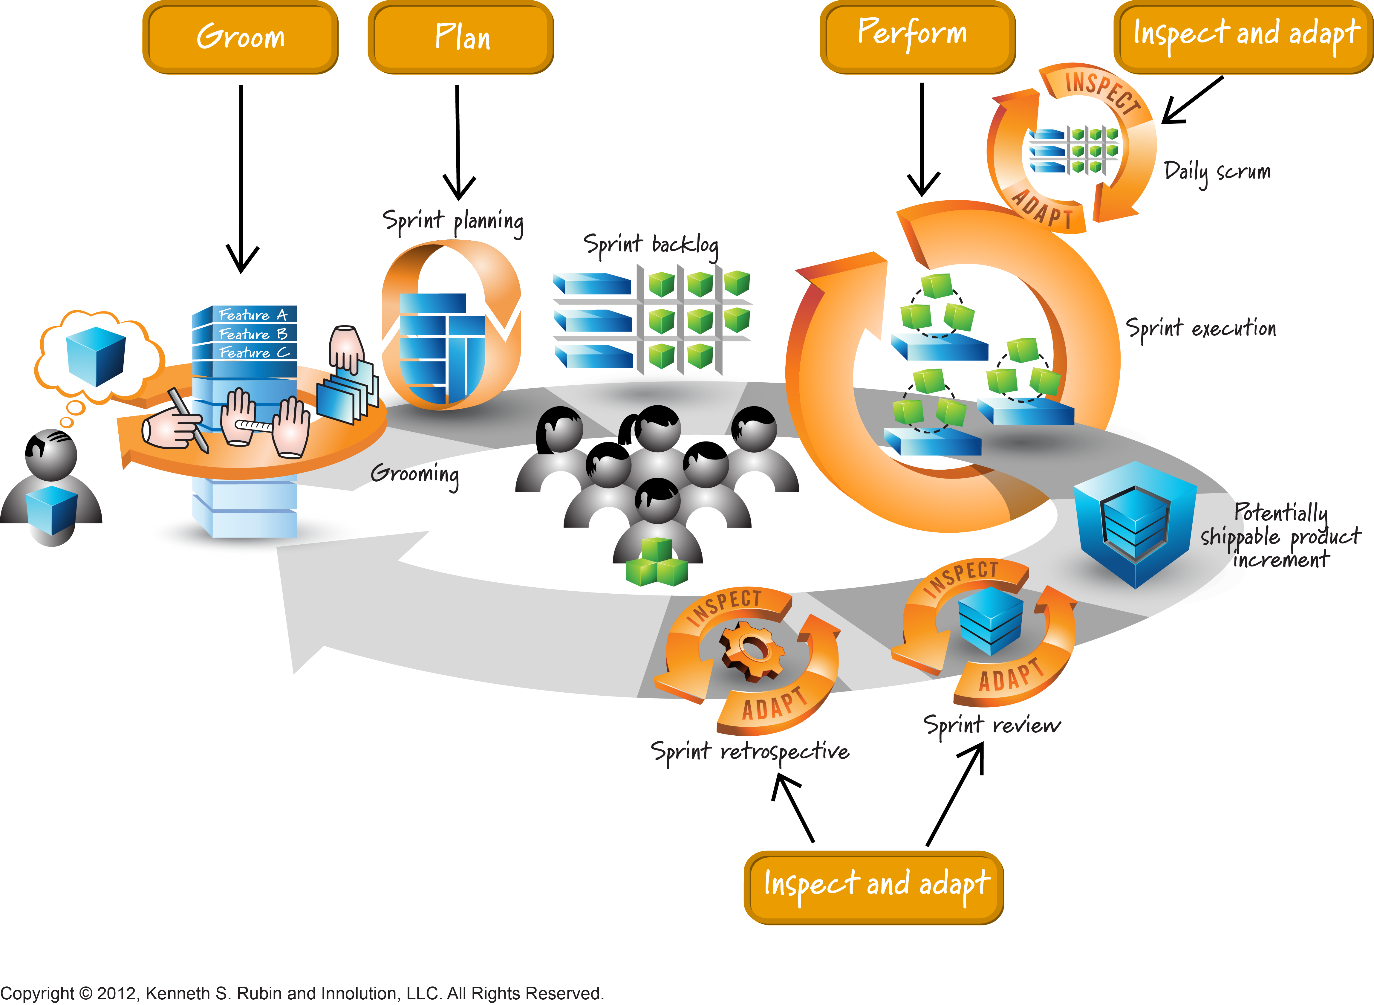 Groom
Plan
Perform
Inspect and adapt
INSPECT
ADAPT
Daily scrum
Sprint planning
Sprint backlog
Feature A
Feature B
Feature C
Sprint execution
Grooming
Potentially
shippable product
increment
INSPECT
ADAPT
Sprint review
INSPECT
ADAPT
Sprint retrospective
Inspect and adapt
Copyright © 2012, Kenneth S. Rubin and Innolution, LLC. All Rights Reserved.